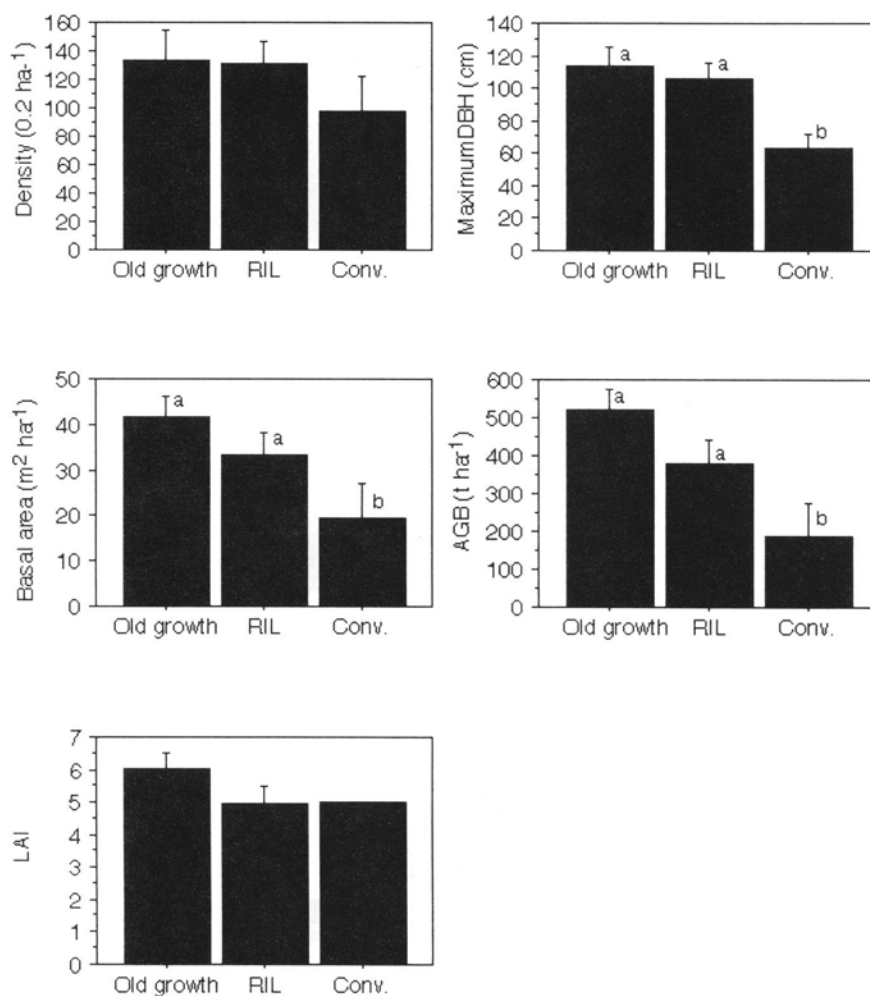 Density (0.2 ha-1)
160
140
120
100
80
60
40
20
0
Old growth RIL Conv.
Maximum DBH (cm)
140
120
100
80
60
40
20
0
a a b
Old growth RIL Conv.
Basal area (m² ha⁻¹)
50
40
30
20
10
0
a a b
Old growth RIL Conv.
AGB (t ha⁻¹)
600
500
400
300
200
100
0
a a b
Old growth RIL Conv.
LAI
7
6
5
4
3
2
1
0
Old growth RIL Conv.